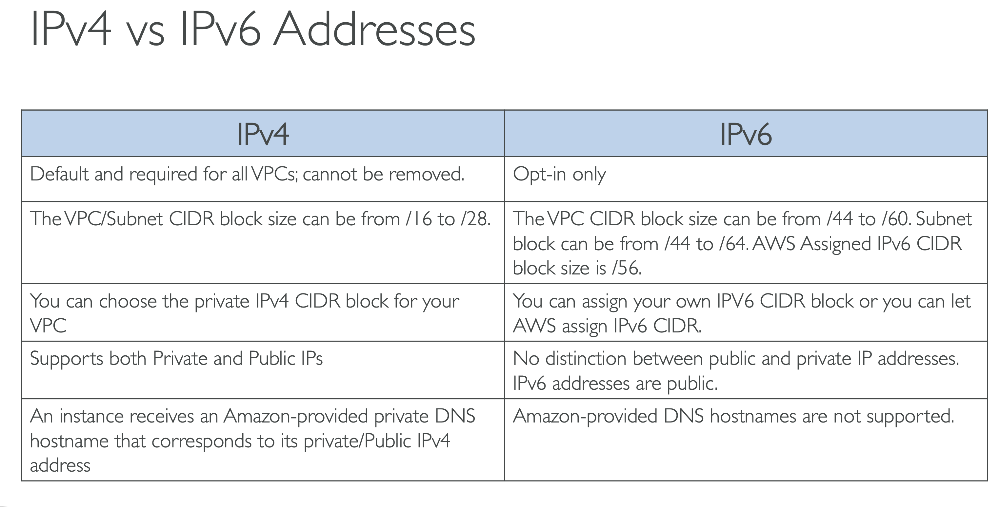 IPv4 vs IPv6 Addresses
IPv4
IPv6
Default and required for all VPCs; cannot be removed.
Opt-in only
The VPC/Subnet CIDR block size can be from /16 to /28.
The VPC CIDR block size can be from /44 to /60. Subnet
block can be from /44 to /64. AWS Assigned IPv6 CIDR
block size is /56.
You can choose the private IPv4 CIDR block for your
VPC
You can assign your own IPV6 CIDR block or you can let
AWS assign IPv6 CIDR.
Supports both Private and Public IPs
No distinction between public and private IP addresses.
IPv6 addresses are public.
An instance receives an Amazon-provided private DNS
hostname that corresponds to its private/Public IPv4
address
Amazon-provided DNS hostnames are not supported.